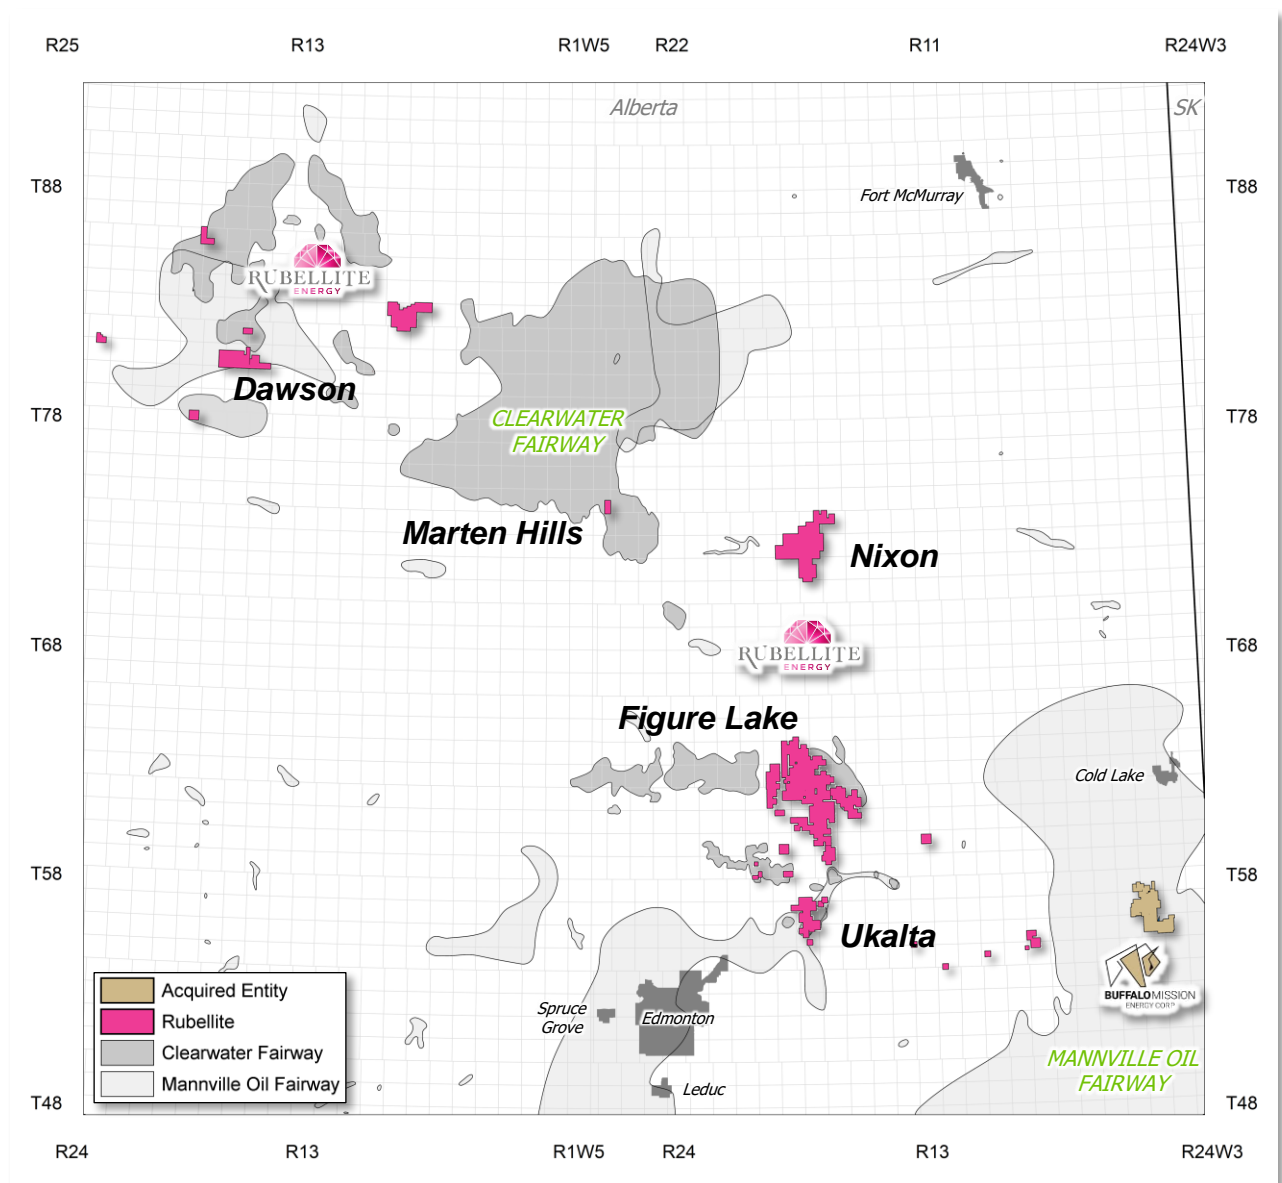 R25 R13 R1W5 R22 R11 R24W3
Alberta SK
T88 T88
Fort McMurray
RUBELLITE
ENERGY
Dawson
T78 T78
CLEARWATER
FAIRWAY
Marten Hills
Nixon
T68 T68
RUBELLITE
ENERGY
Figure Lake
Cold Lake
T58 T58
Ukalta
BUFFALO MISSION
ENERGY CORP
Acquired Entity
Rubellite
Clearwater Fairway
Mannville Oil Fairway
Spruce
Grove
Edmonton
Leduc
MANNVILLE OIL
FAIRWAY
T48 T48
R24 R13 R1W5 R24 R13 R24W3